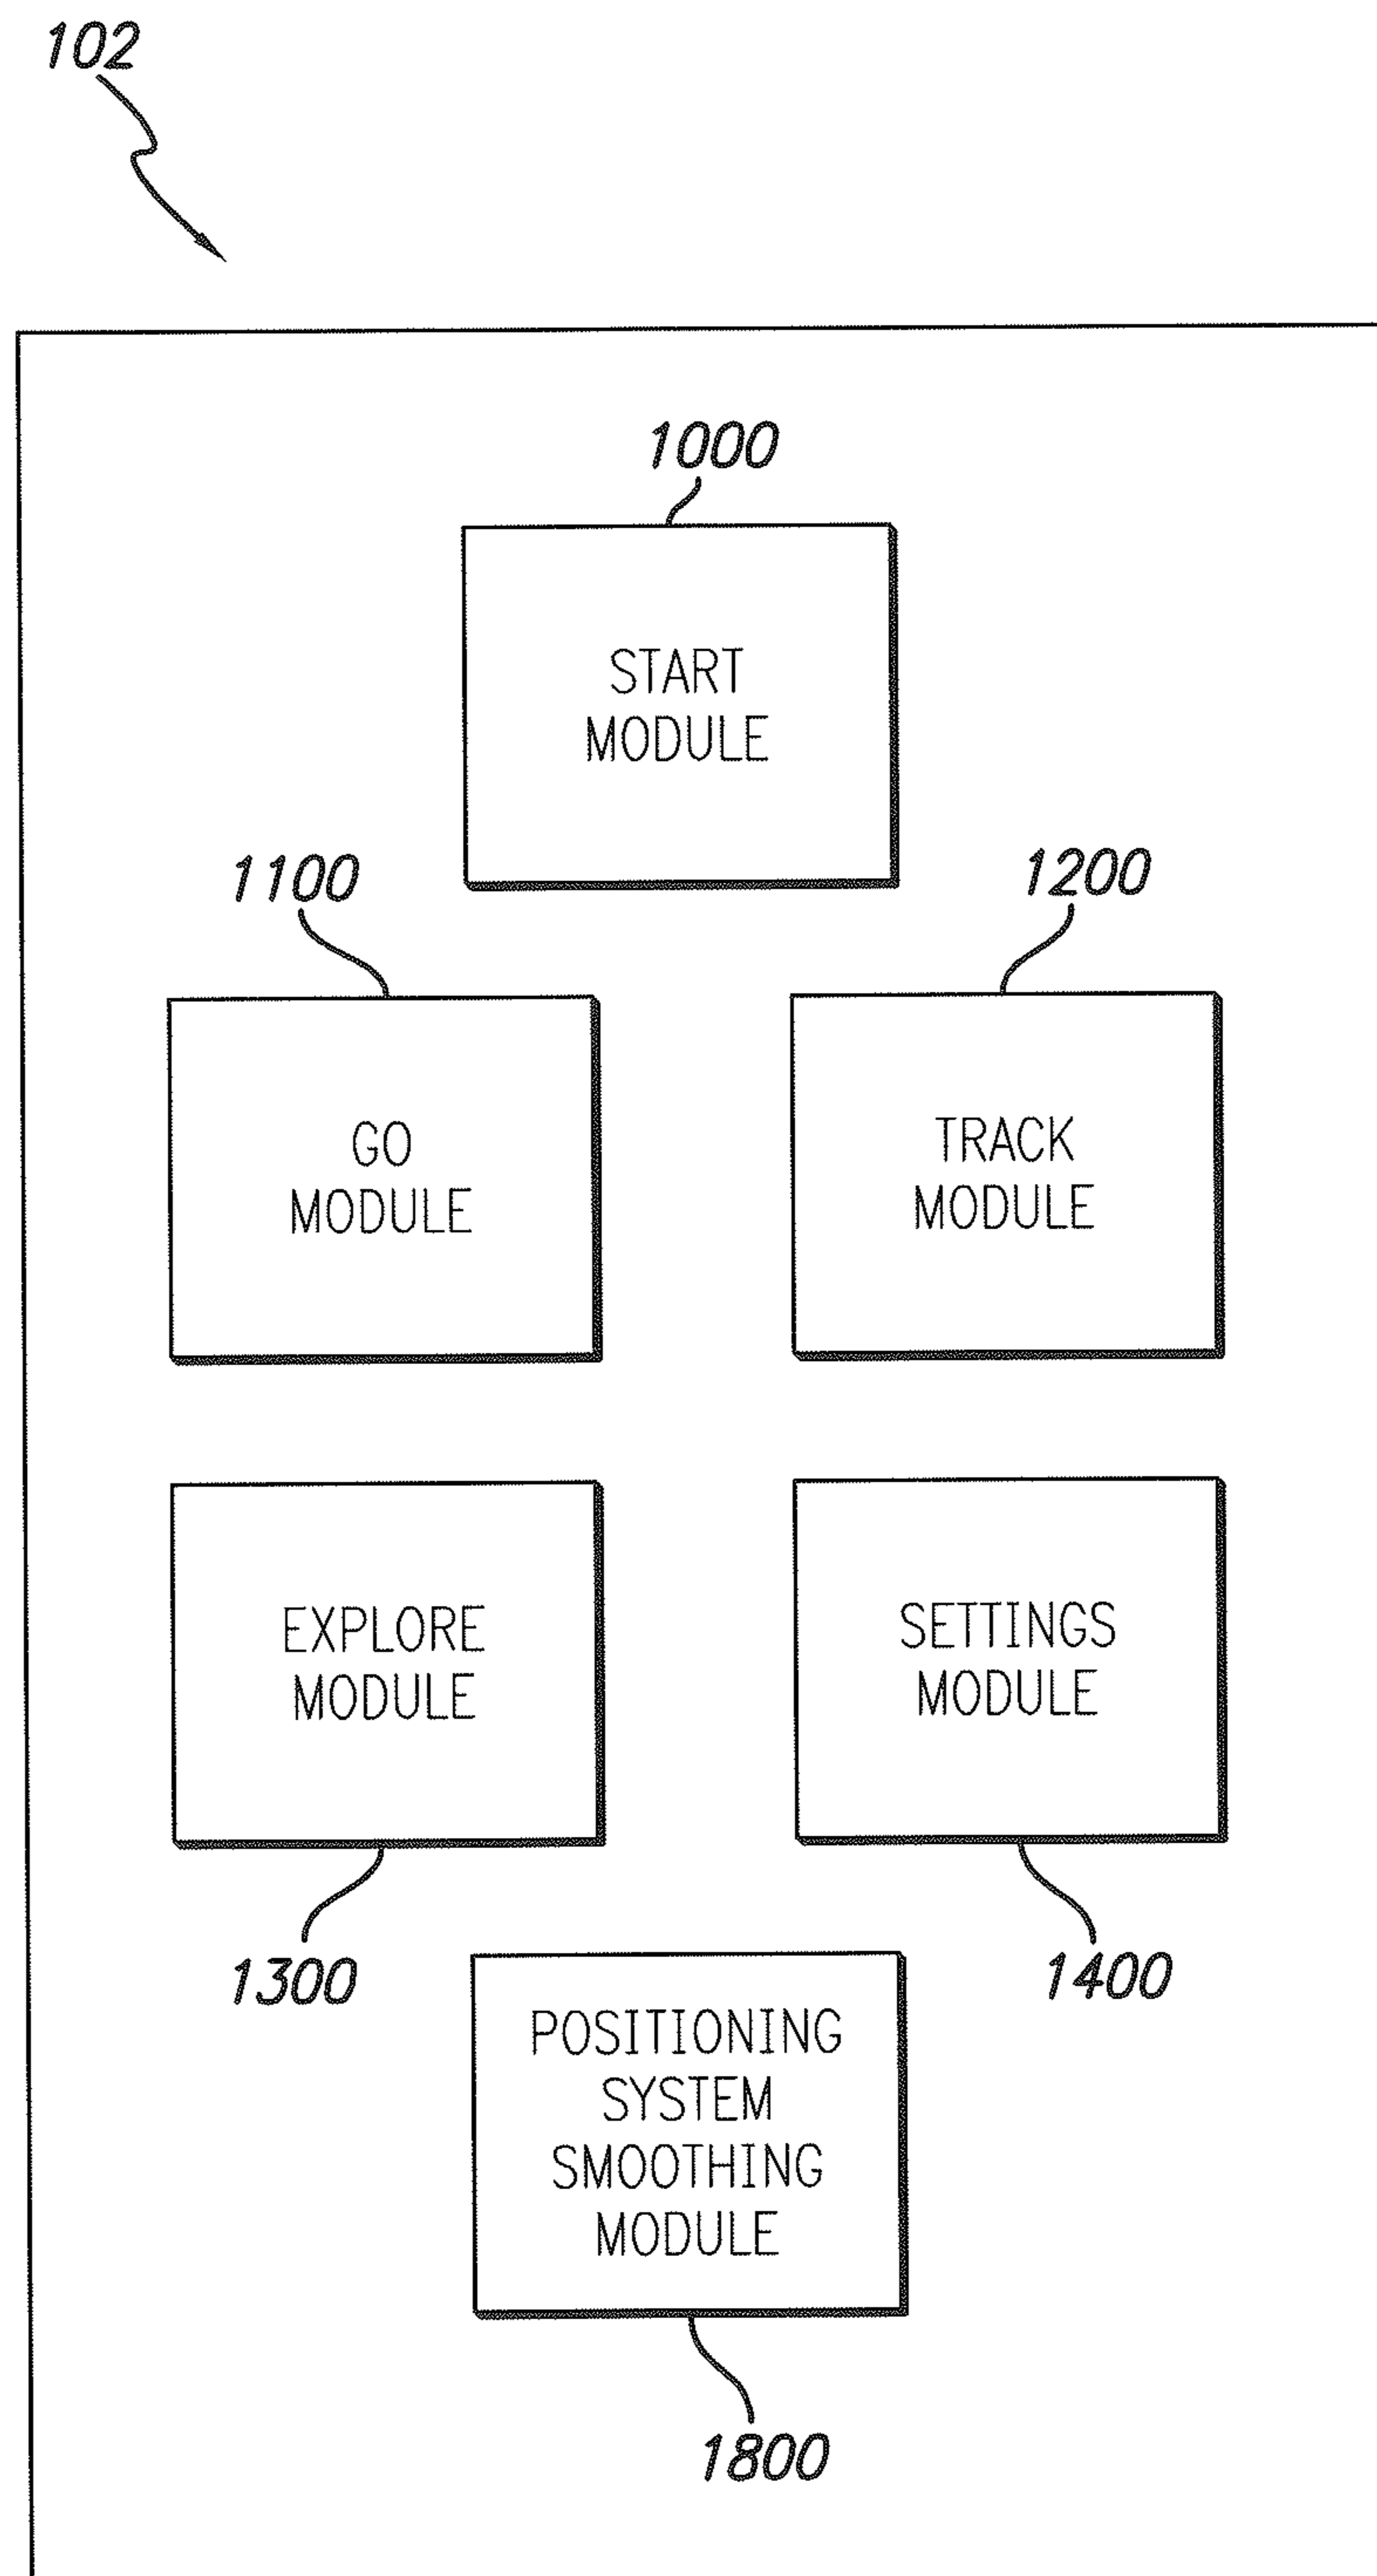 102
1000
START
MODULE
1100
1200
GO
MODULE
TRACK
MODULE
EXPLORE
MODULE
SETTINGS
MODULE
1300
1400
POSITIONING
SYSTEM
SMOOTHING
MODULE
1800